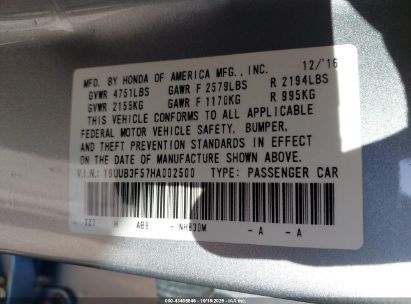 MFD. BY HONDA OF AMERICA MFG., INC. 12/'16
GVWR 4751LBS GAWR F 2579LBS R 2194LBS
GVWR 2155KG GAWR F 1170KG R 995KG
THIS VEHICLE CONFORMS TO ALL APPLICABLE
FEDERAL MOTOR VEHICLE SAFETY, BUMPER,
AND THEFT PREVENTION STANDARDS IN EFFECT
ON THE DATE OF MANUFACTURE SHOWN ABOVE.
V.I.N.: 19UUB3F57HA002500 TYPE: PASSENGER CAR
H - NH830M - A - A